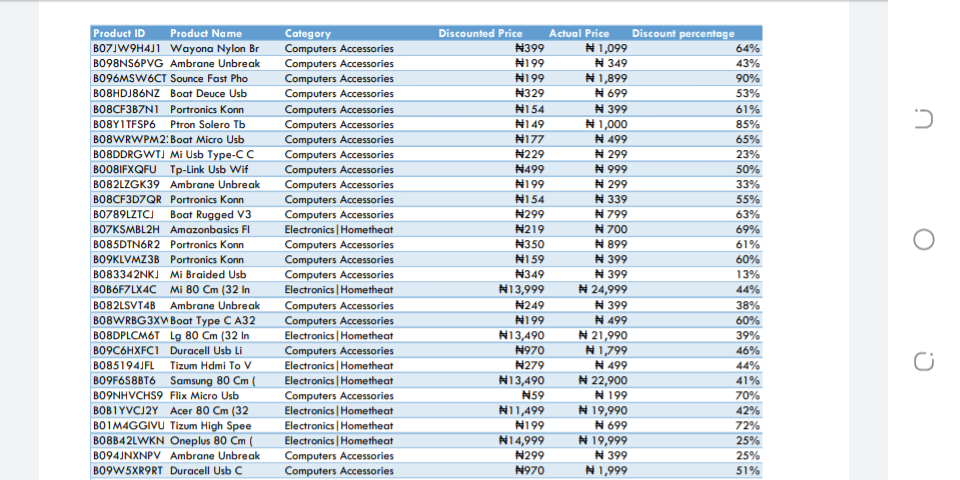 Product ID Product Name Category Discounted Price Actual Price Discount percentage
B07JW9H4J1 Wayona Nylon Br Computers Accessories ₦399 ₦ 1,099 64%
B098NS6PVG Ambrane Unbreak Computers Accessories ₦199 ₦ 349 43%
B096MSW6CT Sounce Fast Pho Computers Accessories ₦199 ₦ 1,899 90%
B08HDJ86NZ Boat Deuce Usb Computers Accessories ₦329 ₦ 699 53%
B08CF3B7N1 Portronics Konn Computers Accessories ₦154 ₦ 399 61%
B08Y1TFSP6 Ptron Solero Tb Computers Accessories ₦149 ₦ 1,000 85%
B08WRWPM2 Boat Micro Usb Computers Accessories ₦177 ₦ 499 65%
B08DDRGWTJ Mi Usb Type-C C Computers Accessories ₦229 ₦ 299 23%
B008IFXQFU Tp-Link Usb Wif Computers Accessories ₦499 ₦ 999 50%
B082LZGK39 Ambrane Unbreak Computers Accessories ₦199 ₦ 299 33%
B08CF3D7QR Portronics Konn Computers Accessories ₦154 ₦ 339 55%
B0789LZTCJ Boat Rugged V3 Computers Accessories ₦299 ₦ 799 63%
B07KSMBL2H Amazonbasics Fl Electronics|Hometheat ₦219 ₦ 700 69%
B085DTN6R2 Portronics Konn Computers Accessories ₦350 ₦ 899 61%
B09KLVMZ3B Portronics Konn Computers Accessories ₦159 ₦ 399 60%
B083342NKJ Mi Braided Usb Computers Accessories ₦349 ₦ 399 13%
B0B6F7LX4C Mi 80 Cm (32 In Electronics|Hometheat ₦13,999 ₦ 24,999 44%
B082LSVT4B Ambrane Unbreak Computers Accessories ₦249 ₦ 399 38%
B08WRBG3XW Boat Type C A32 Computers Accessories ₦199 ₦ 499 60%
B08DPLCM6T Lg 80 Cm (32 In Electronics|Hometheat ₦13,490 ₦ 21,990 39%
B09C6HXFC1 Duracell Usb Li Computers Accessories ₦970 ₦ 1,799 46%
B085194JFL Tizum Hdmi To V Electronics|Hometheat ₦279 ₦ 499 44%
B09F6S8BT6 Samsung 80 Cm ( Electronics|Hometheat ₦13,490 ₦ 22,900 41%
B09NHVCHS9 Flix Micro Usb Computers Accessories ₦59 ₦ 199 70%
B0B1YVCJ2Y Acer 80 Cm (32 Electronics|Hometheat ₦11,499 ₦ 19,990 42%
B01M4GGIVU Tizum High Spee Electronics|Hometheat ₦199 ₦ 699 72%
B08B42LWKN Oneplus 80 Cm ( Electronics|Hometheat ₦14,999 ₦ 19,999 25%
B094JNXNPV Ambrane Unbreak Computers Accessories ₦299 ₦ 399 25%
B09W5XR9RT Duracell Usb C Computers Accessories ₦970 ₦ 1,999 51%